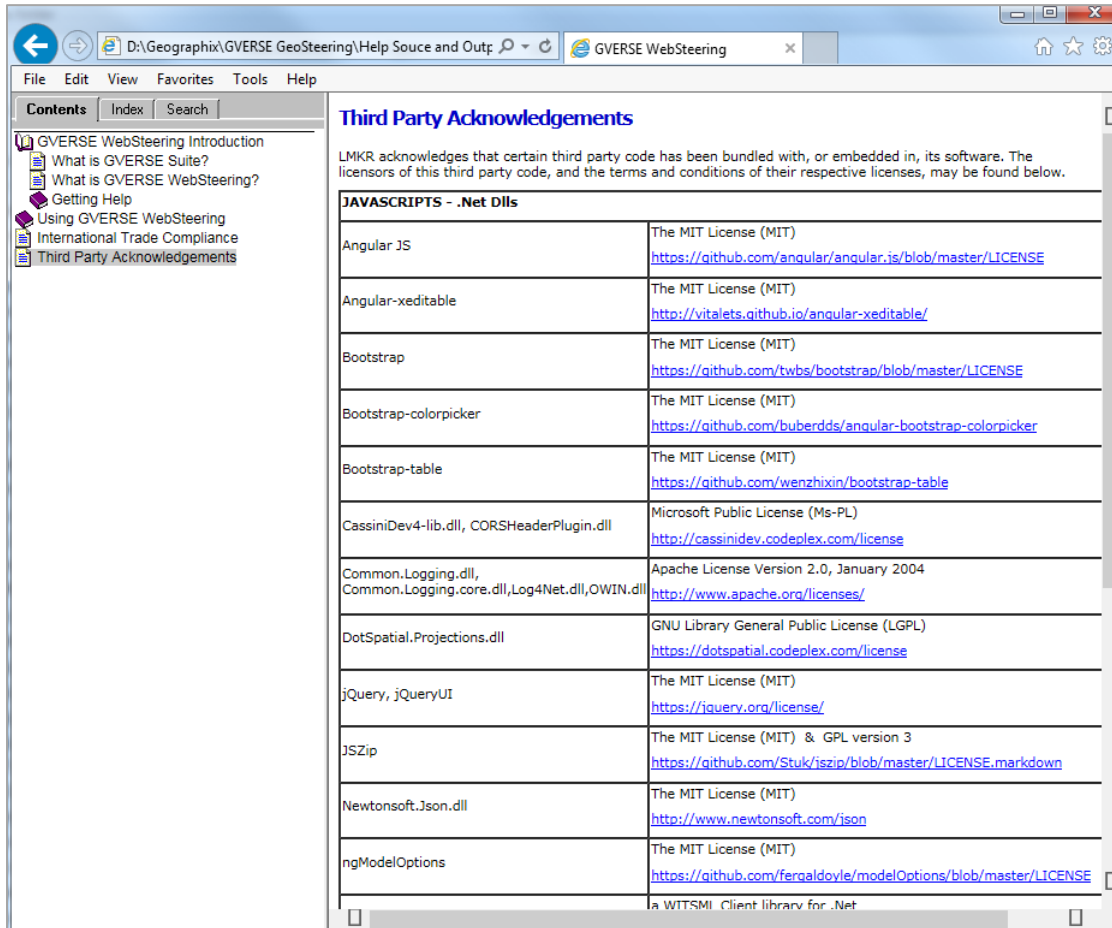 D:\Geographix\GVERSE GeoSteering\Help Souce and Outp
GVERSE WebSteering
File Edit View Favorites Tools Help
Contents Index Search
GVERSE WebSteering Introduction
What is GVERSE Suite?
What is GVERSE WebSteering?
Getting Help
Using GVERSE WebSteering
International Trade Compliance
Third Party Acknowledgements
Third Party Acknowledgements
LMKR acknowledges that certain third party code has been bundled with, or embedded in, its software. The
licensors of this third party code, and the terms and conditions of their respective licenses, may be found below.
JAVASCRIPTS - .Net Dlls
Angular JS
The MIT License (MIT)
https://github.com/angular/angular.js/blob/master/LICENSE
Angular-xeditable
The MIT License (MIT)
http://vitalets.github.io/angular-xeditable/
Bootstrap
The MIT License (MIT)
https://github.com/twbs/bootstrap/blob/master/LICENSE
Bootstrap-colorpicker
The MIT License (MIT)
https://github.com/buberdds/angular-bootstrap-colorpicker
Bootstrap-table
The MIT License (MIT)
https://github.com/wenzhixin/bootstrap-table
CassiniDev4-lib.dll, CORSHeaderPlugin.dll
Microsoft Public License (Ms-PL)
http://cassinidev.codeplex.com/license
Common.Logging.dll,
Common.Logging.core.dll,Log4Net.dll,OWIN.dll
Apache License Version 2.0, January 2004
http://www.apache.org/licenses/
DotSpatial.Projections.dll
GNU Library General Public License (LGPL)
https://dotspatial.codeplex.com/license
jQuery, jQueryUI
The MIT License (MIT)
https://jquery.org/license/
JSZip
The MIT License (MIT) & GPL version 3
https://github.com/Stuk/jszip/blob/master/LICENSE.markdown
Newtonsoft.Json.dll
The MIT License (MIT)
http://www.newtonsoft.com/json
ngModelOptions
The MIT License (MIT)
https://github.com/fergaldoyle/modelOptions/blob/master/LICENSE
a WITSML Client library for .Net